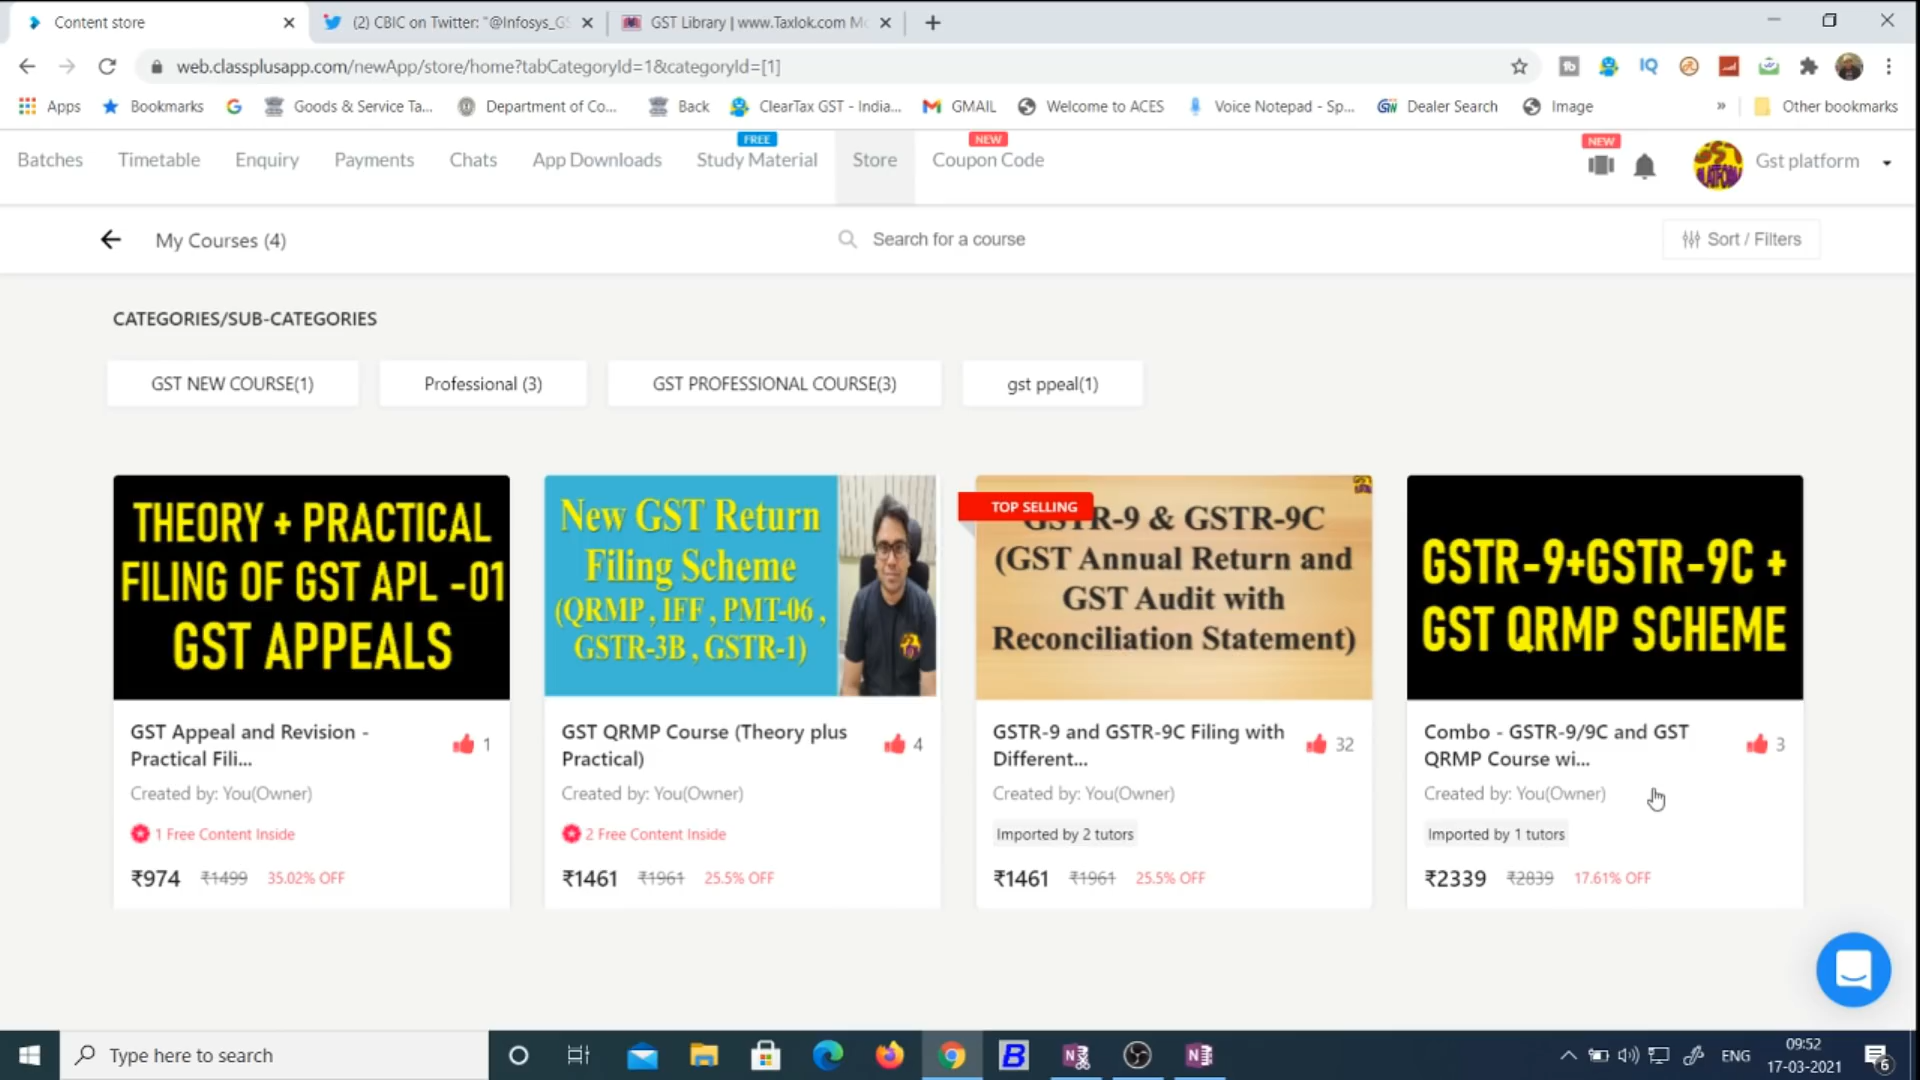 Content store
(2) CBIC on Twitter: "@Infosys_GS
GST Library | www.Taxlok.com Mo
web.classplusapp.com/newApp/store/home?tabCategoryId=1&categoryId=[1]
Apps
Bookmarks
Goods & Service Ta...
Department of Co...
Back
ClearTax GST - India...
GMAIL
Welcome to ACES
Voice Notepad - Sp...
Dealer Search
Image
»
Other bookmarks
FREE
NEW
NEW
Batches
Timetable
Enquiry
Payments
Chats
App Downloads
Study Material
Store
Coupon Code
Gst platform
My Courses (4)
Search for a course
Sort / Filters
CATEGORIES/SUB-CATEGORIES
GST NEW COURSE(1)
Professional (3)
GST PROFESSIONAL COURSE(3)
gst ppeal(1)
THEORY + PRACTICAL
FILING OF GST APL -01
GST APPEALS
New GST Return
Filing Scheme
(QRMP , IFF , PMT-06 ,
GSTR-3B , GSTR-1)
TOP SELLING
GSTR-9 & GSTR-9C
(GST Annual Return and
GST Audit with
Reconciliation Statement)
GSTR-9+GSTR-9C +
GST QRMP SCHEME
GST Appeal and Revision -
Practical Fili...
1
Created by: You(Owner)
1 Free Content Inside
₹974 ₹1499 35.02% OFF
GST QRMP Course (Theory plus
Practical)
4
Created by: You(Owner)
2 Free Content Inside
₹1461 ₹1961 25.5% OFF
GSTR-9 and GSTR-9C Filing with
Different...
32
Created by: You(Owner)
Imported by 2 tutors
₹1461 ₹1961 25.5% OFF
Combo - GSTR-9/9C and GST
QRMP Course wi...
3
Created by: You(Owner)
Imported by 1 tutors
₹2339 ₹2839 17.61% OFF
Type here to search
ENG
09:52
17-03-2021
6